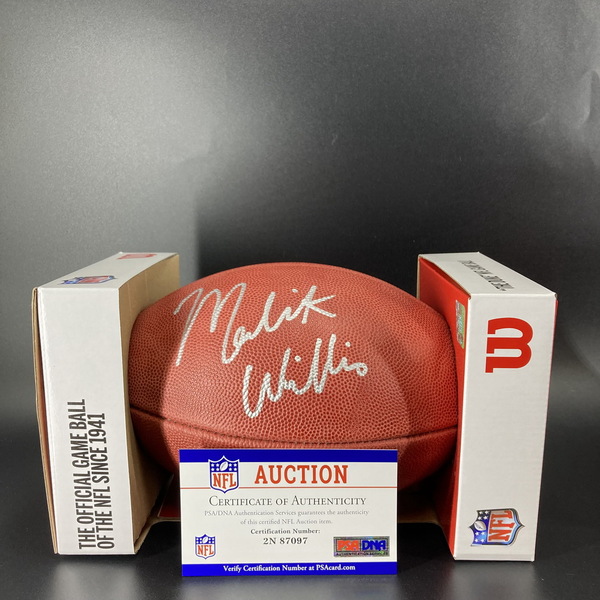 Malik
Willis
THE OFFICIAL GAME BALL
OF THE NFL SINCE 1941
W
NFL
NFL
AUCTION
CERTIFICATE OF AUTHENTICITY
PSA/DNA Authentication Services guarantees the authenticity
of this certified NFL Auction item.
Certification Number:
2N 87097
NFL
PSA/DNA
AUTHENTICATION SERVICES
Verify Certification Number at PSAcard.com